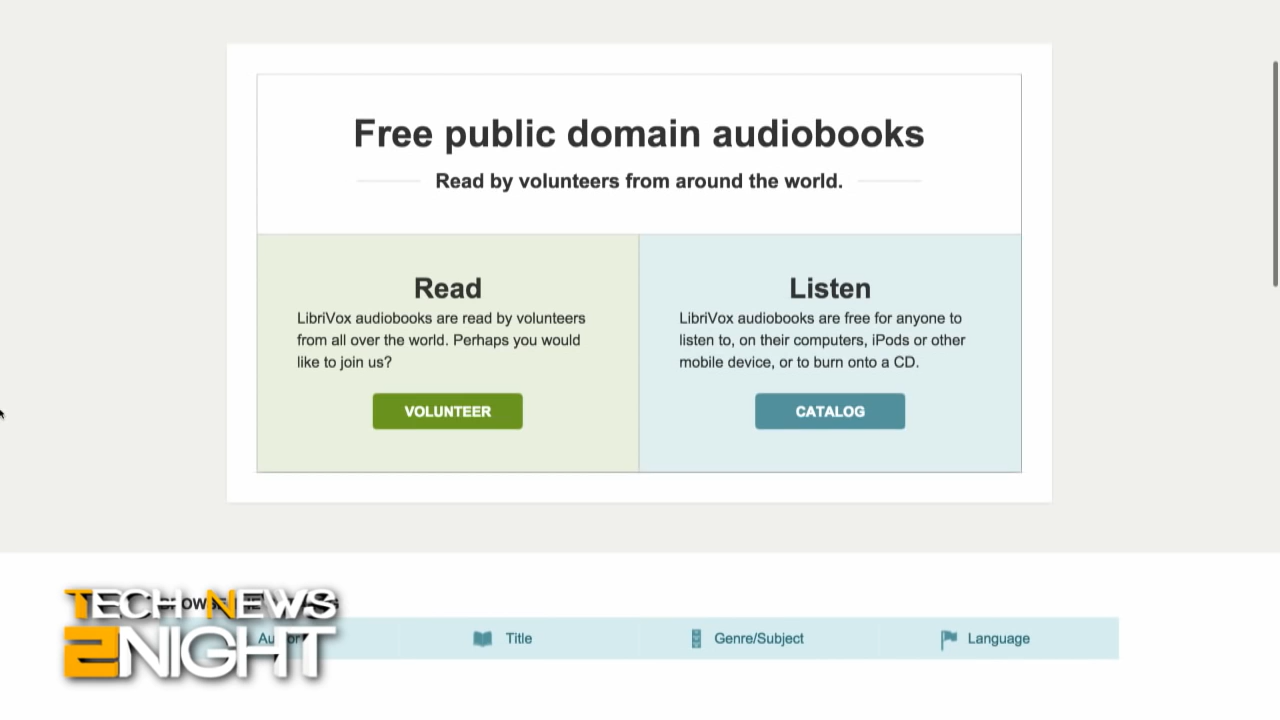 Free public domain audiobooks
Read by volunteers from around the world.
Read
LibriVox audiobooks are read by volunteers
from all over the world. Perhaps you would
like to join us?
VOLUNTEER
Listen
LibriVox audiobooks are free for anyone to
listen to, on their computers, iPods or other
mobile device, or to burn onto a CD.
CATALOG
TECH NEWS
2NIGHT
Author
Title
Genre/Subject
Language